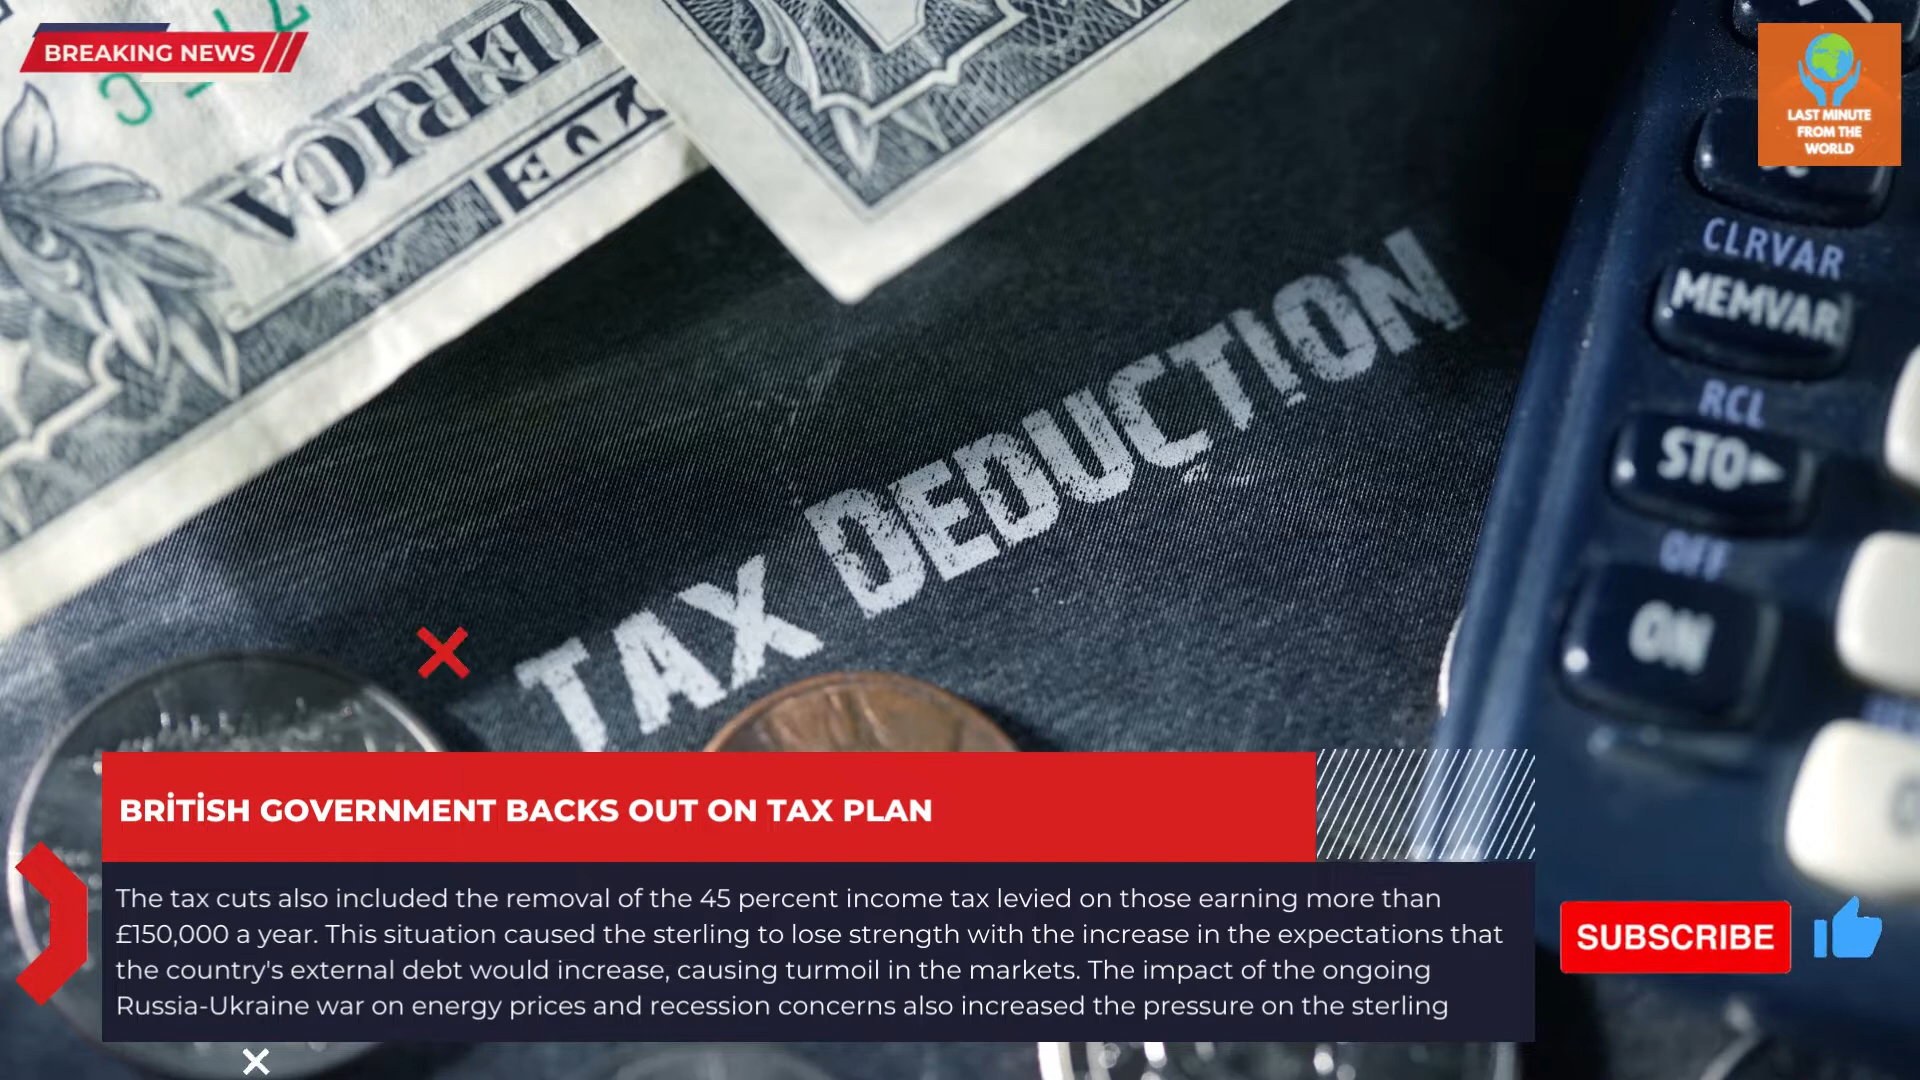 BREAKING NEWS
ERICA
LAST MINUTE
FROM THE
WORLD
CLRVAR
MEMVAR
RCL
STO►
OFF
ON
TAX DEDUCTION
BRİTİSH GOVERNMENT BACKS OUT ON TAX PLAN
The tax cuts also included the removal of the 45 percent income tax levied on those earning more than
£150,000 a year. This situation caused the sterling to lose strength with the increase in the expectations that
the country's external debt would increase, causing turmoil in the markets. The impact of the ongoing
Russia-Ukraine war on energy prices and recession concerns also increased the pressure on the sterling
SUBSCRIBE